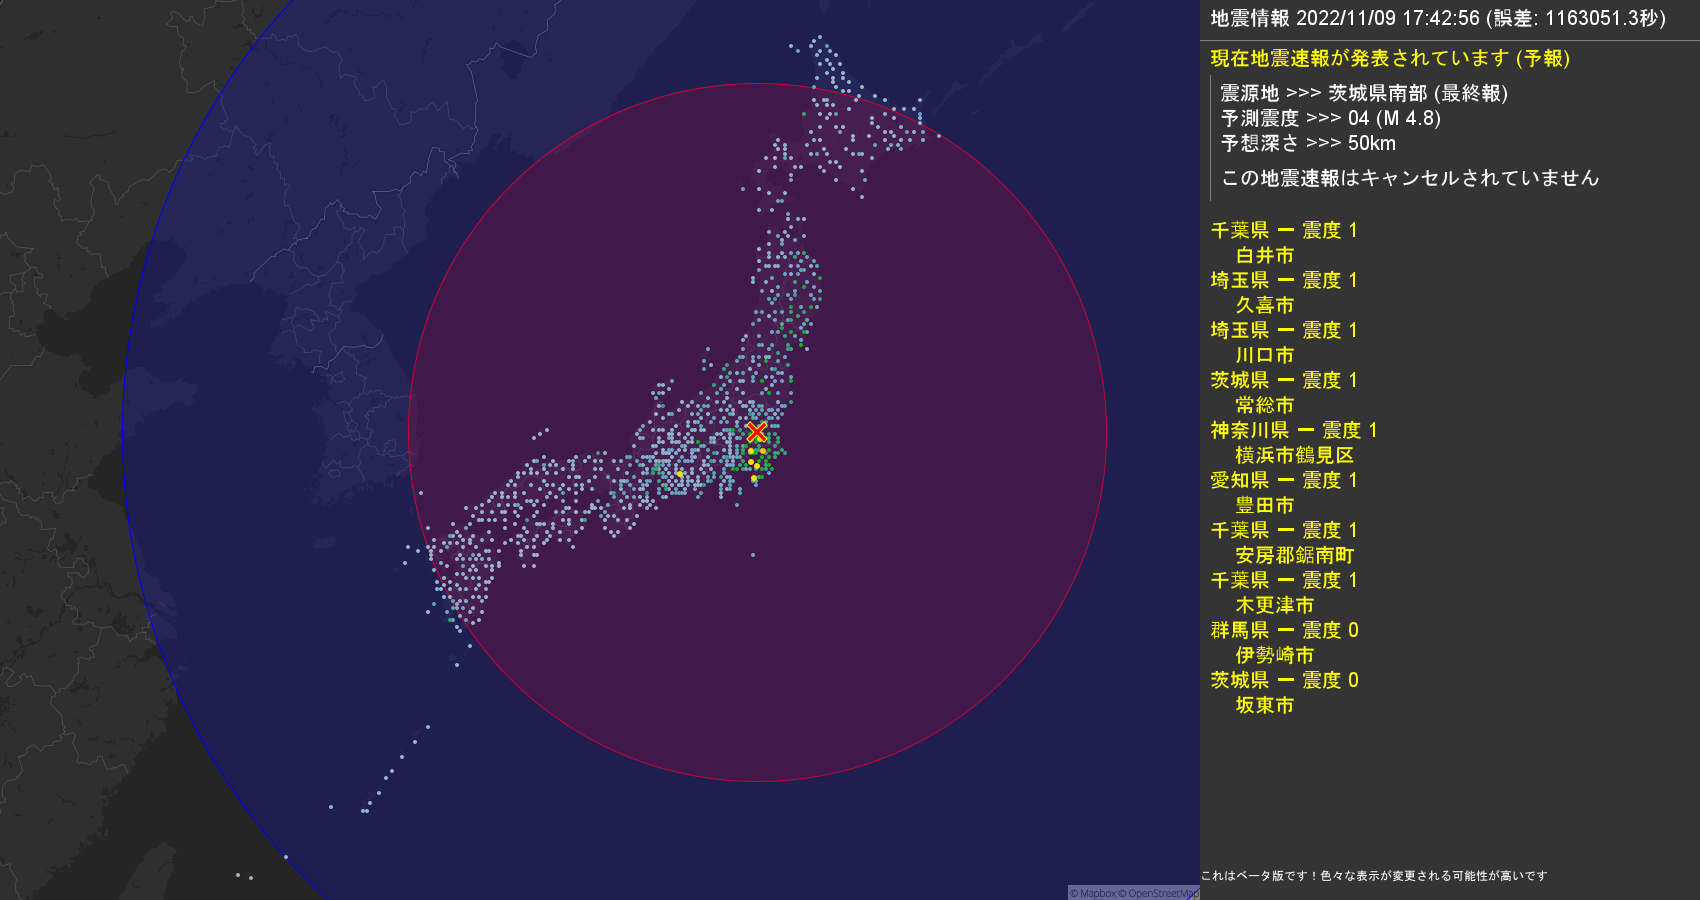 地震情報 2022/11/09 17:42:56 (誤差: 1163051.3秒)
現在地震速報が発表されています (予報)
震源地 >>> 茨城県南部 (最終報)
予測震度 >>> 04 (M 4.8)
予想深さ >>> 50km
この地震速報はキャンセルされていません
千葉県 ー 震度 1
白井市
埼玉県 ー 震度 1
久喜市
埼玉県 ー 震度 1
川口市
茨城県 ー 震度 1
常総市
神奈川県 ー 震度 1
横浜市鶴見区
愛知県 ー 震度 1
豊田市
千葉県 ー 震度 1
安房郡鋸南町
千葉県 ー 震度 1
木更津市
群馬県 ー 震度 0
伊勢崎市
茨城県 ー 震度 0
坂東市
これはベータ版です！色々な表示が変更される可能性が高いです
© Mapbox © OpenStreetMap